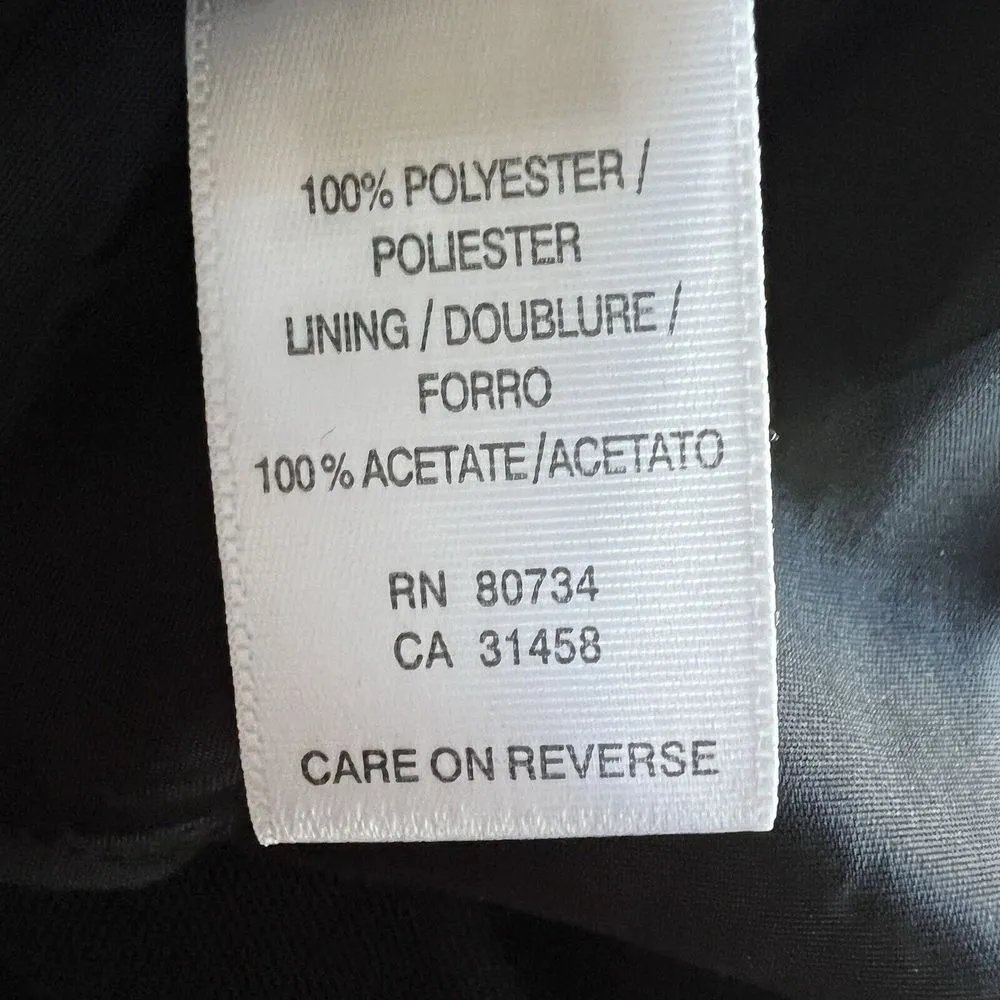 100% POLYESTER /
POLIESTER
LINING / DOUBLURE /
FORRO
100% ACETATE/ACETATO
RN 80734
CA 31458
CARE ON REVERSE